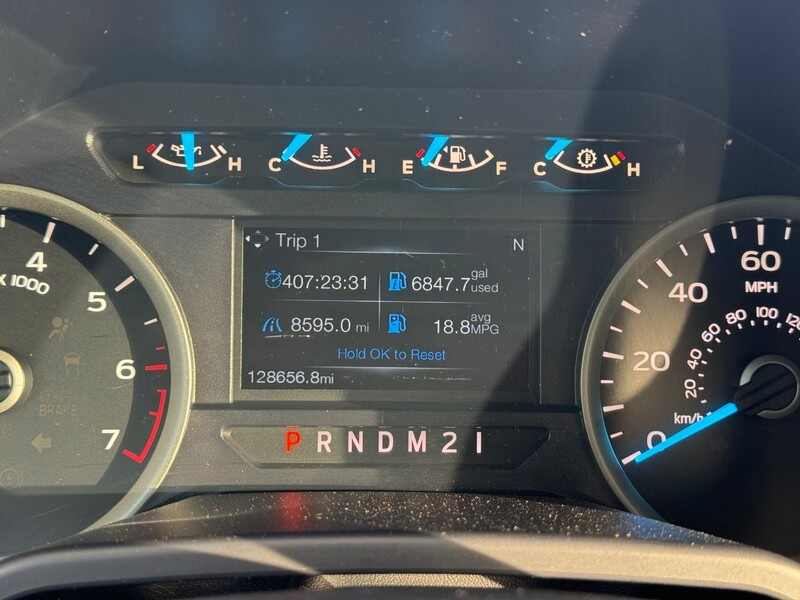 L H C H E F C H
Trip 1 N
407:23:31 6847.7 gal used
8595.0 mi 18.8 avg MPG
Hold OK to Reset
128656.8mi
P R N D M 2 1
4
x 1000
5
6
7
BRAKE
60
MPH
40
20
0
20 40 60 80 100 120
km/h